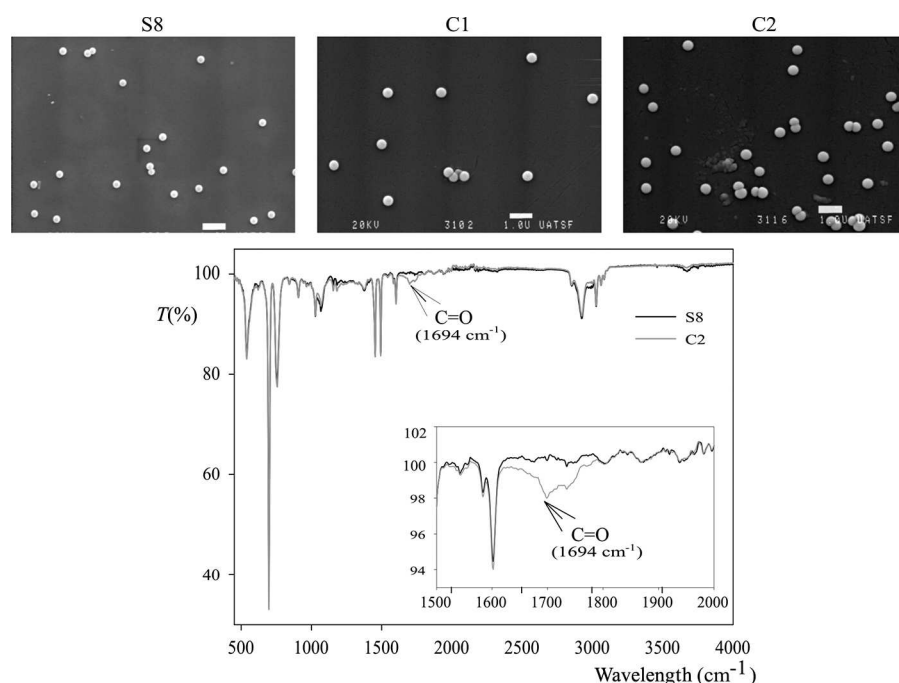 S8 C1 C2
20KV 3102 1.0U UATSF
20KV 3116 1.0U UATSF
100
T(%)
C=O
(1694 cm-1)
S8
C2
80
60
40
102
100
98
96
94
C=O
(1694 cm-1)
1500 1600 1700 1800 1900 2000
500 1000 1500 2000 2500 3000 3500 4000
Wavelength (cm-1)